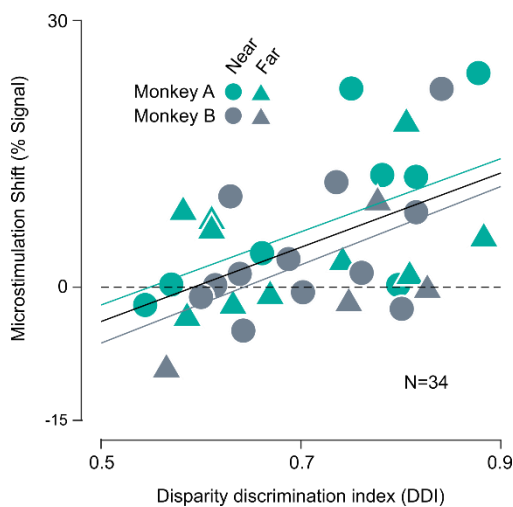 30
0
-15
Microstimulation Shift (% Signal)
Near
Far
Monkey A
Monkey B
N=34
0.5
0.7
0.9
Disparity discrimination index (DDI)